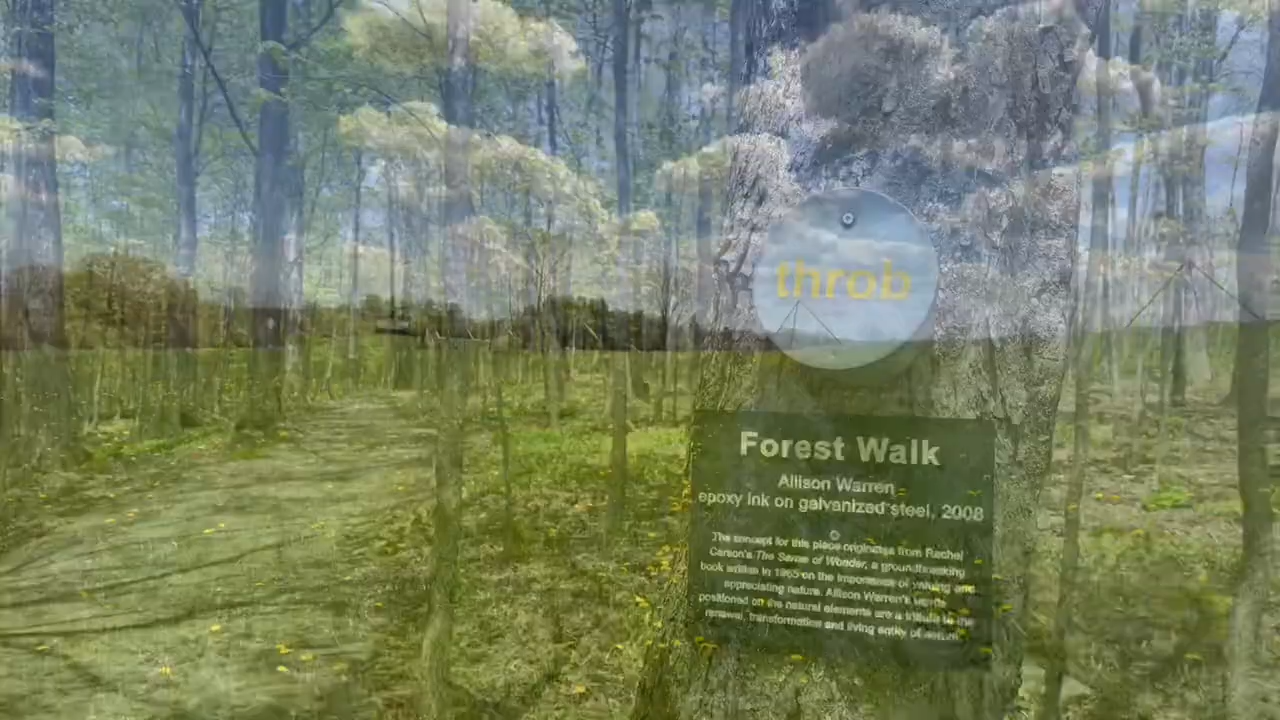 throb
Forest Walk
Allison Warren
epoxy ink on galvanized steel, 2008
The concept for this piece originates from Rachel
Carson's The Sense of Wonder, a groundbreaking
book written in 1965 on the importance of valuing and
appreciating nature. Allison Warren's words
positioned on the natural elements are a tribute to the
renewal, transformation and living entity of nature.